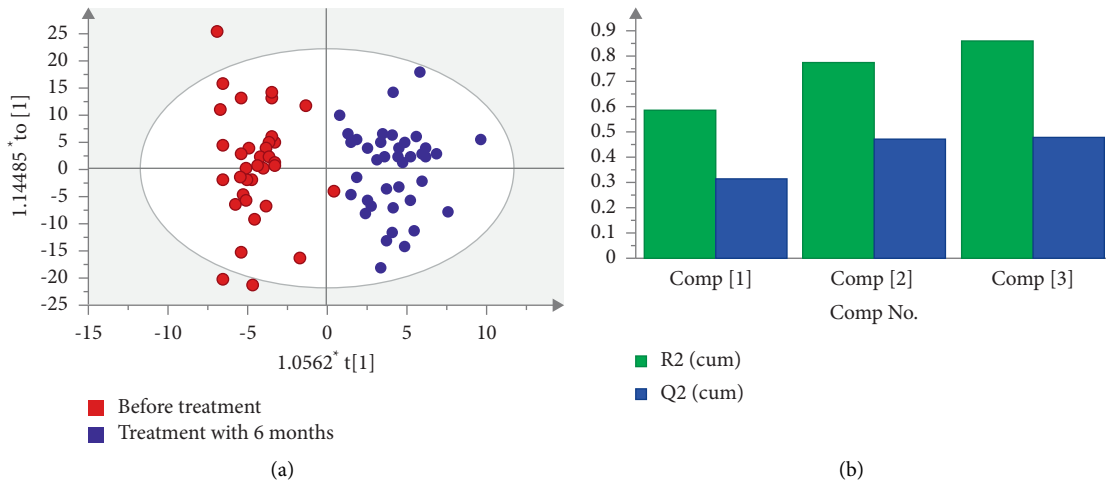 25
20
15
10
5
0
-5
-10
-15
-20
-25
1.14485 * to [1]
-15 -10 -5 0 5 10
1.0562* t[1]
Before treatment
Treatment with 6 months
(a)
0.9
0.8
0.7
0.6
0.5
0.4
0.3
0.2
0.1
0
Comp [1] Comp [2] Comp [3]
Comp No.
R2 (cum)
Q2 (cum)
(b)